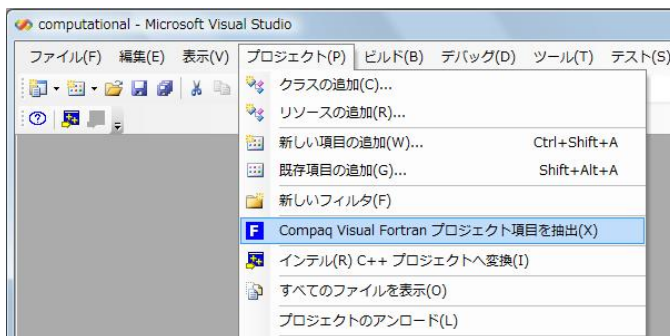 computational - Microsoft Visual Studio
ファイル(F) 編集(E) 表示(V) プロジェクト(P) ビルド(B) デバッグ(D) ツール(T) テスト(S)
クラスの追加(C)...
リソースの追加(R)...
新しい項目の追加(W)... Ctrl+Shift+A
既存項目の追加(G)... Shift+Alt+A
新しいフィルタ(F)
F Compaq Visual Fortran プロジェクト項目を抽出(X)
インテル(R) C++ プロジェクトへ変換(I)
すべてのファイルを表示(O)
プロジェクトのアンロード(L)